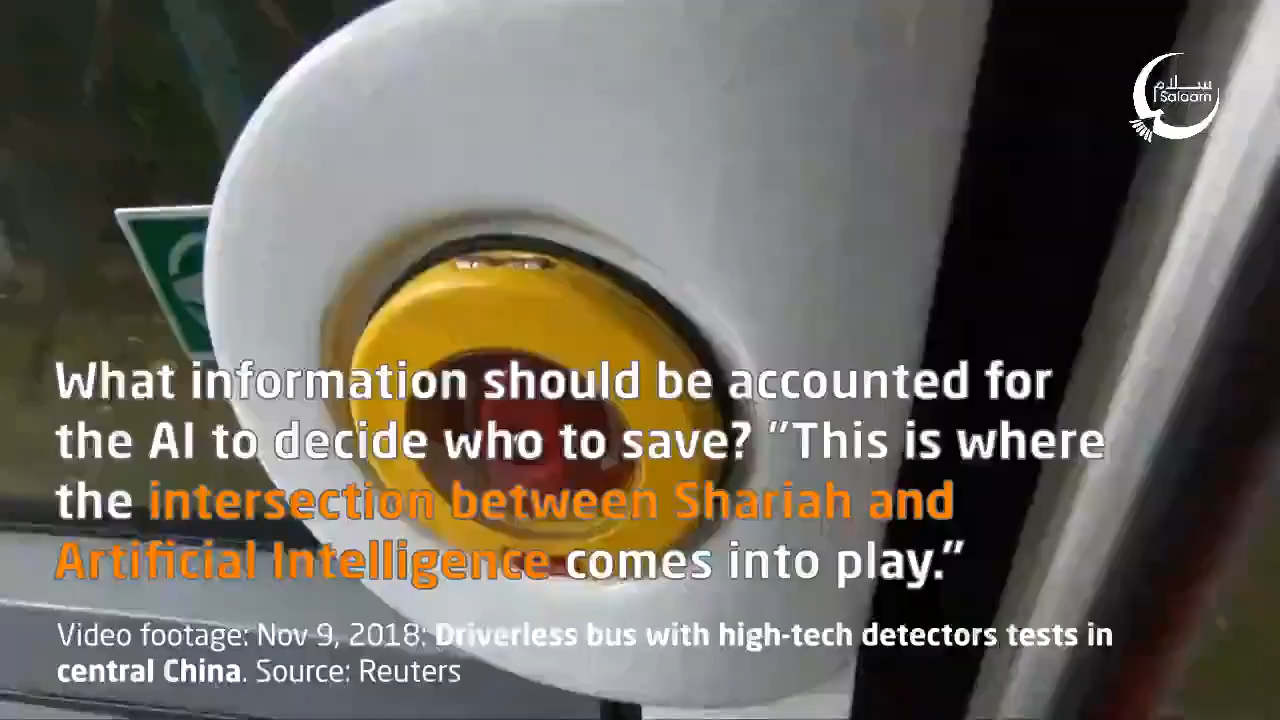 سلام
Salaam
What information should be accounted for
the AI to decide who to save? "This is where
the intersection between Shariah and
Artificial Intelligence comes into play."
Video footage: Nov 9, 2018: Driverless bus with high-tech detectors tests in
central China. Source: Reuters